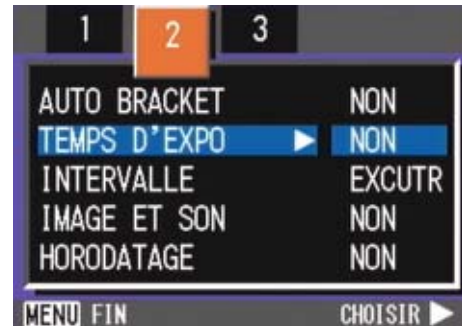 1 2 3
AUTO BRACKET NON
TEMPS D'EXPO ▶ NON
INTERVALLE EXCUTR
IMAGE ET SON NON
HORODATAGE NON
MENU FIN CHOISIR ▶